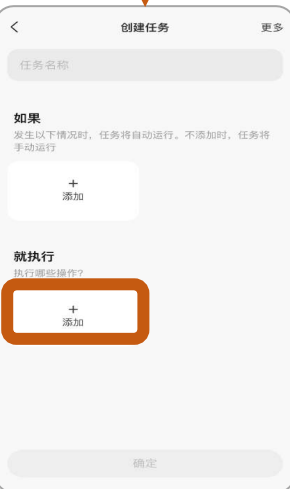 创建任务 更多
任务名称
如果
发生以下情况时，任务将自动运行。不添加时，任务将
手动运行
+
添加
就执行
执行哪些操作?
+
添加
确定